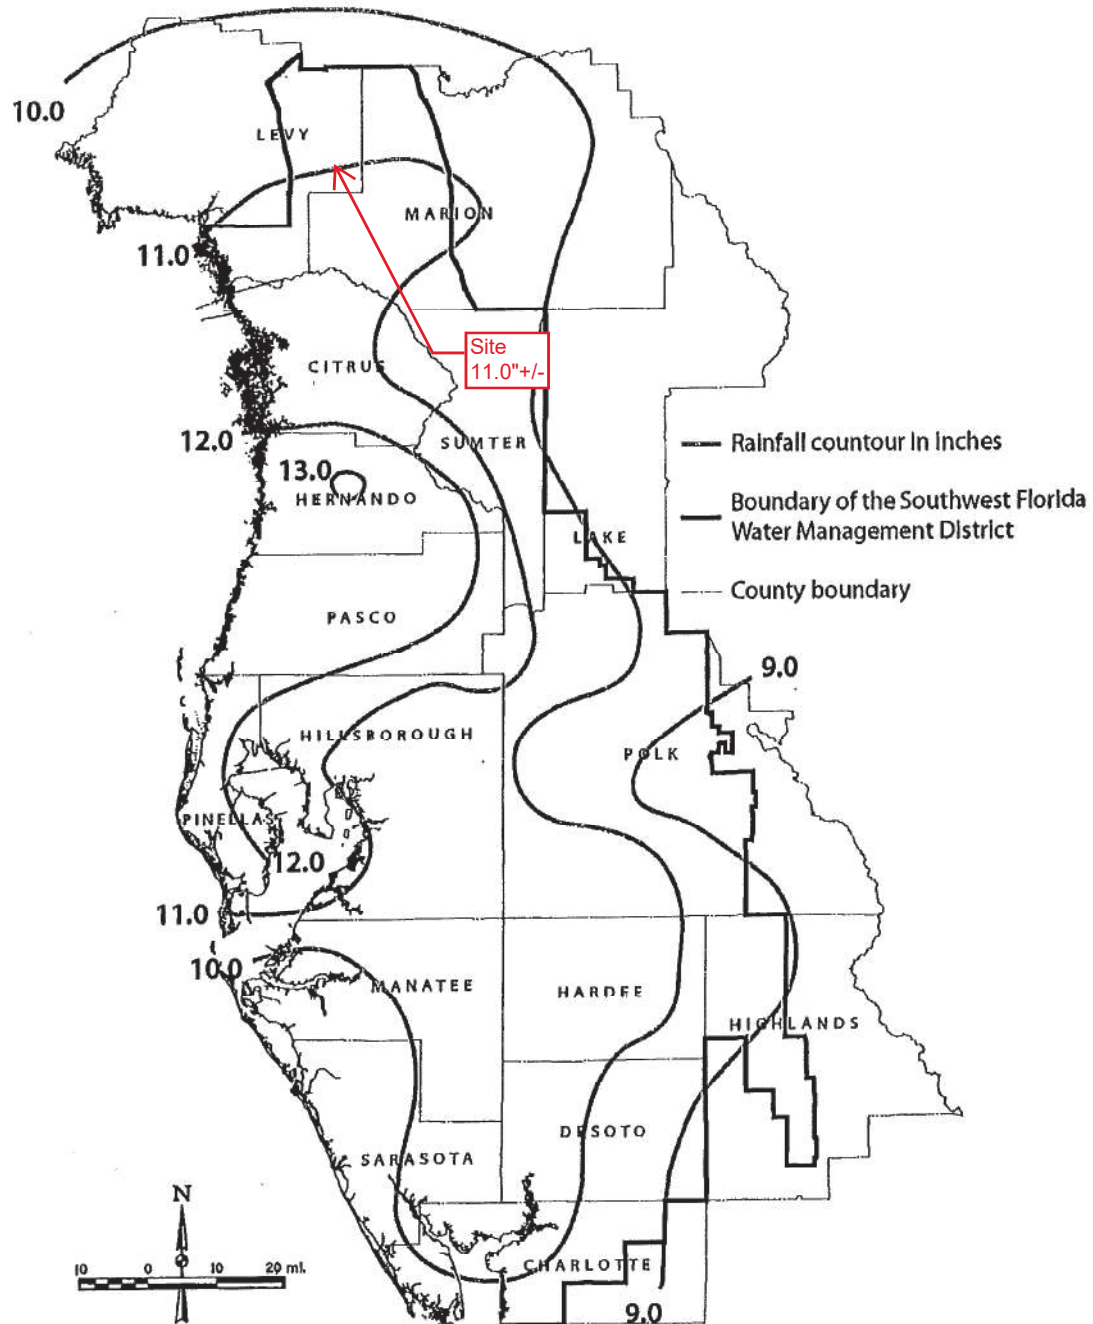 10.0
LEVY
MARION
11.0
Site
11.0"+/-
CITRUS
12.0
SUMTER
Rainfall countour in inches
13.0
HERNANDO
Boundary of the Southwest Florida
Water Management District
LAKE
County boundary
PASCO
9.0
HILLSBOROUGH
POLK
PINELLAS
12.0
11.0
10.0
MANATEE
HARDEE
HIGHLANDS
DESOTO
SARASOTA
N
CHARLOTTE
10 0 10 20 ml.
9.0